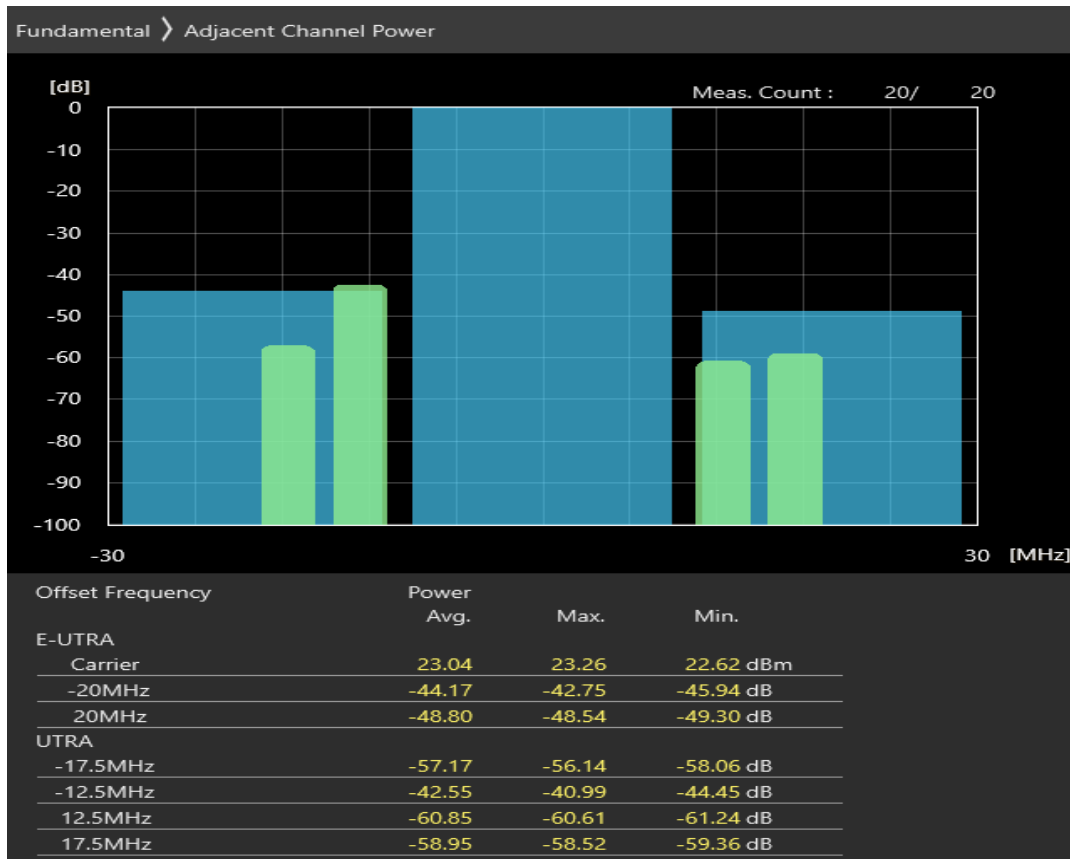 Fundamental ❯ Adjacent Channel Power
[dB]
Meas. Count : 20/ 20
0
-10
-20
-30
-40
-50
-60
-70
-80
-90
-100
-30 30 [MHz]
Offset Frequency Power
Avg. Max. Min.
E-UTRA
Carrier 23.04 23.26 22.62 dBm
-20MHz -44.17 -42.75 -45.94 dB
20MHz -48.80 -48.54 -49.30 dB
UTRA
-17.5MHz -57.17 -56.14 -58.06 dB
-12.5MHz -42.55 -40.99 -44.45 dB
12.5MHz -60.85 -60.61 -61.24 dB
17.5MHz -58.95 -58.52 -59.36 dB